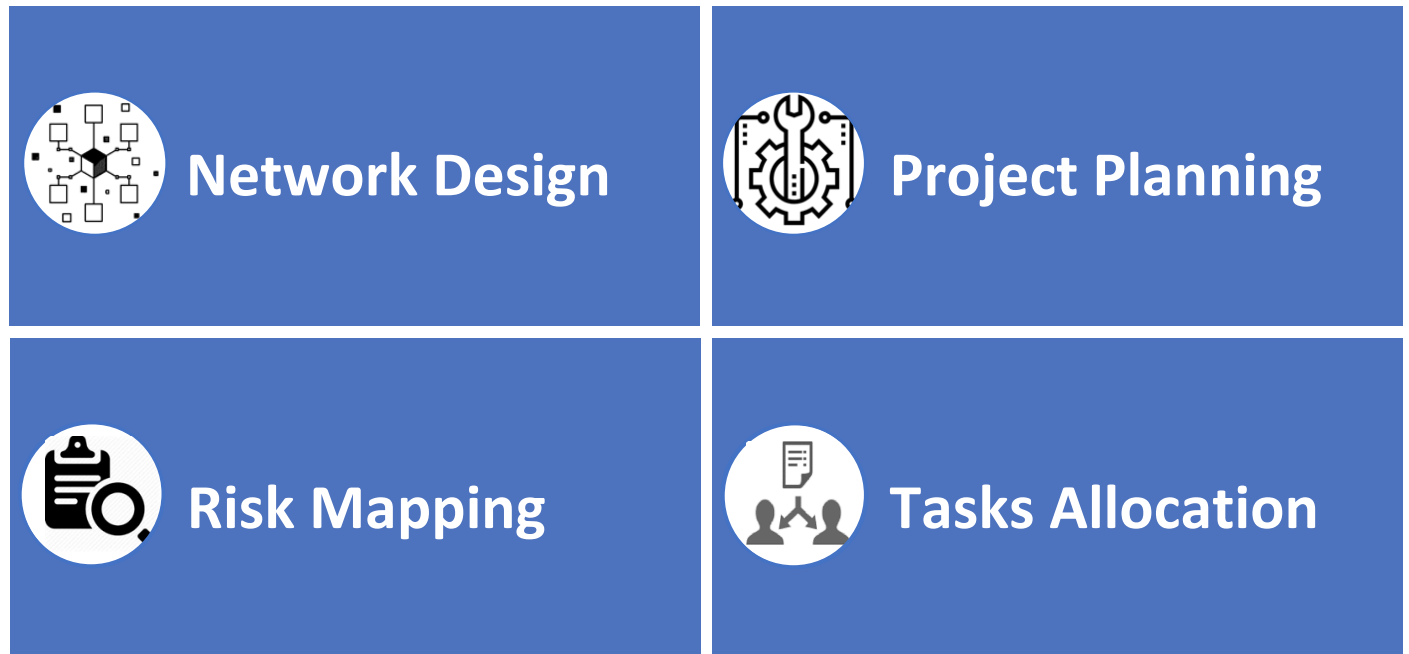 Network Design
Project Planning
Risk Mapping
Tasks Allocation